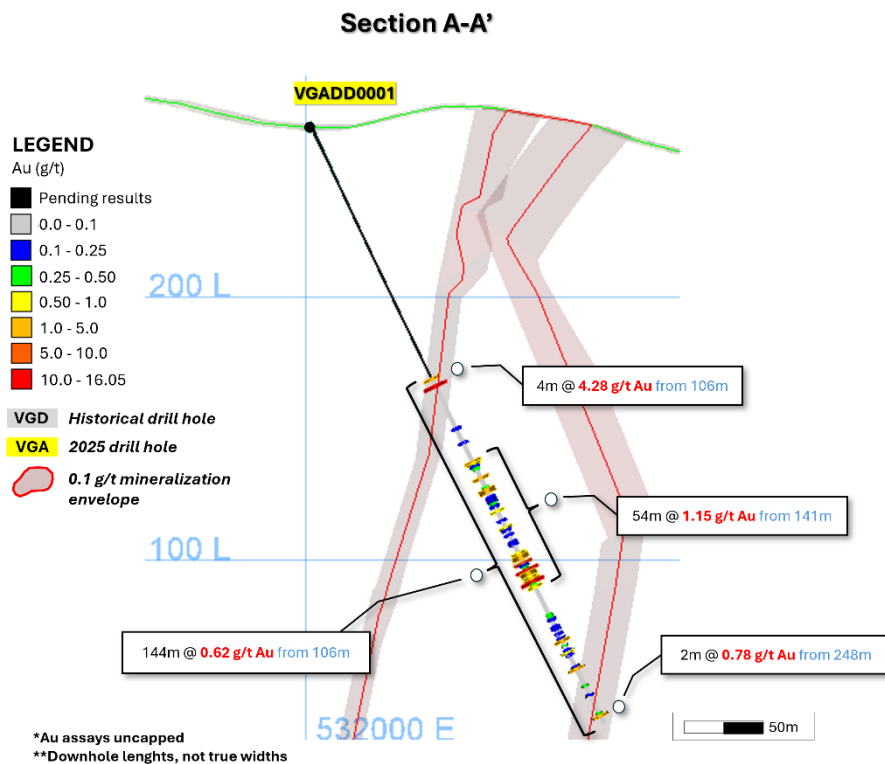 Section A-A'
VGADD0001
LEGEND
Au (g/t)
Pending results
0.0 - 0.1
0.1 - 0.25
0.25 - 0.50
0.50 - 1.0
1.0 - 5.0
5.0 - 10.0
10.0 - 16.05
VGD Historical drill hole
VGA 2025 drill hole
0.1 g/t mineralization
envelope
200 L
4m @ 4.28 g/t Au from 106m
54m @ 1.15 g/t Au from 141m
100 L
144m @ 0.62 g/t Au from 106m
2m @ 0.78 g/t Au from 248m
532000 E
50m
*Au assays uncapped
**Downhole lenghts, not true widths